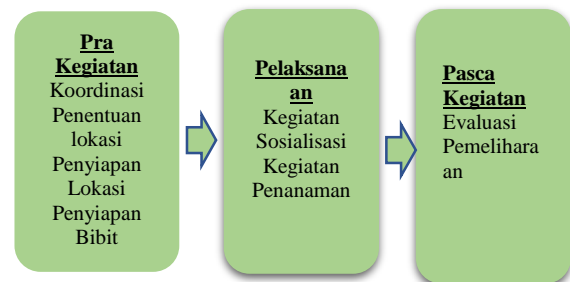 Pra
Kegiatan
Koordinasi
Penentuan
lokasi
Penyiapan
Lokasi
Penyiapan
Bibit
Pelaksana
an
Kegiatan
Sosialisasi
Kegiatan
Penanaman
Pasca
Kegiatan
Evaluasi
Pemelihara
an